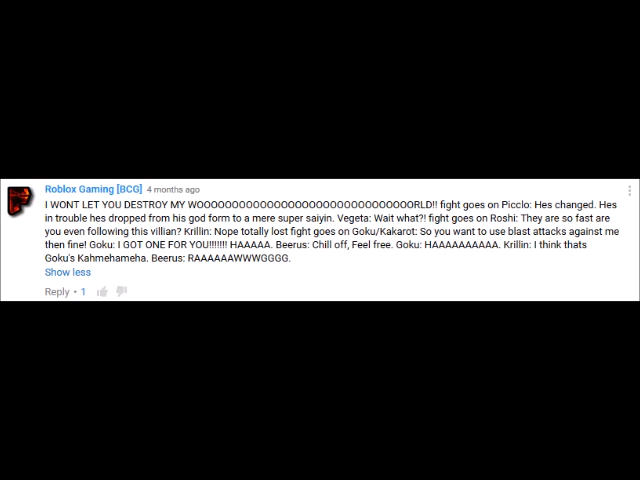 Roblox Gaming [BCG] 4 months ago
I WONT LET YOU DESTROY MY WOOOOOOOOOOOOOOOOOOOOOOOOOOOOOOORLD!! fight goes on Picclo: Hes changed. Hes
in trouble hes dropped from his god form to a mere super saiyin. Vegeta: Wait what?! fight goes on Roshi: They are so fast are
you even following this villian? Krillin: Nope totally lost fight goes on Goku/Kakarot: So you want to use blast attacks against me
then fine! Goku: I GOT ONE FOR YOU!!!!!!! HAAAAA. Beerus: Chill off, Feel free. Goku: HAAAAAAAAAA. Krillin: I think thats
Goku's Kahmehameha. Beerus: RAAAAAAWWWGGGG.
Show less
Reply • 1